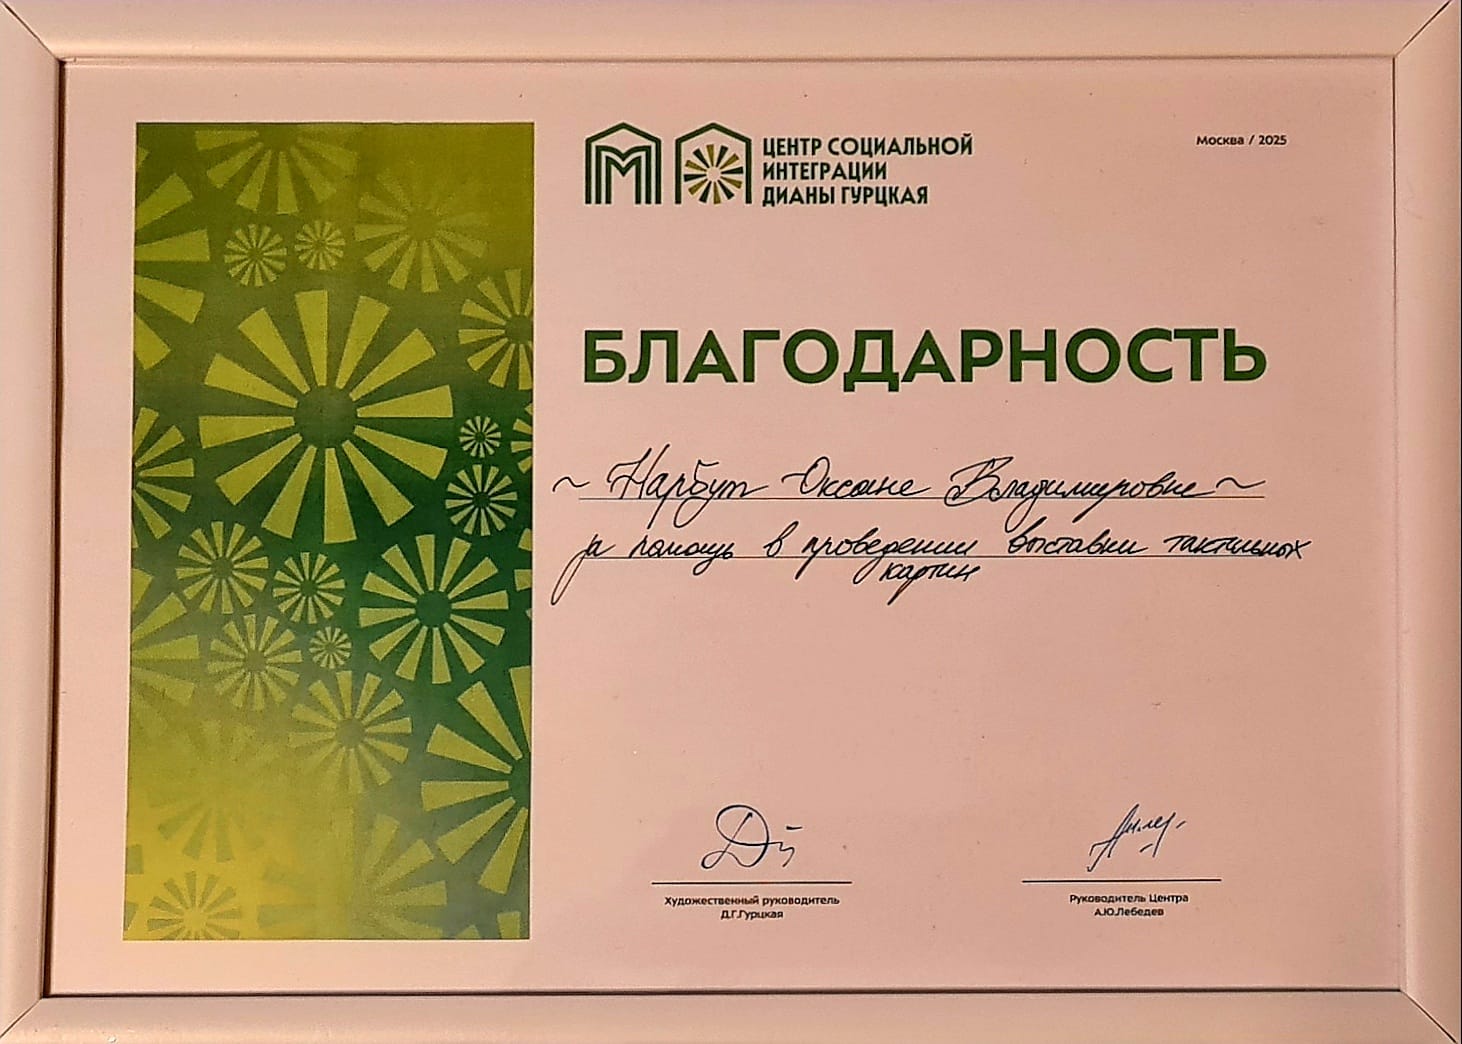 ЦЕНТР СОЦИАЛЬНОЙ
ИНТЕГРАЦИИ
ДИАНЫ ГУРЦКАЯ
Москва / 2025
БЛАГОДАРНОСТЬ
~ Нарбут Оксане Владимировне ~
за помощь в проведении выставки тактильных
картин
Художественный руководитель
Д.Г.Гурцкая
Руководитель Центра
А.Ю.Лебедев